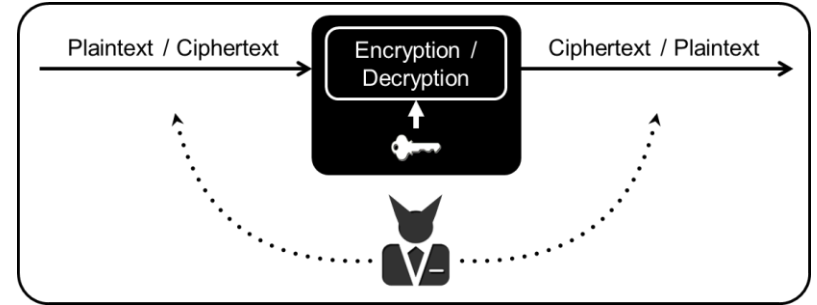 Plaintext / Ciphertext
Encryption /
Decryption
Ciphertext / Plaintext